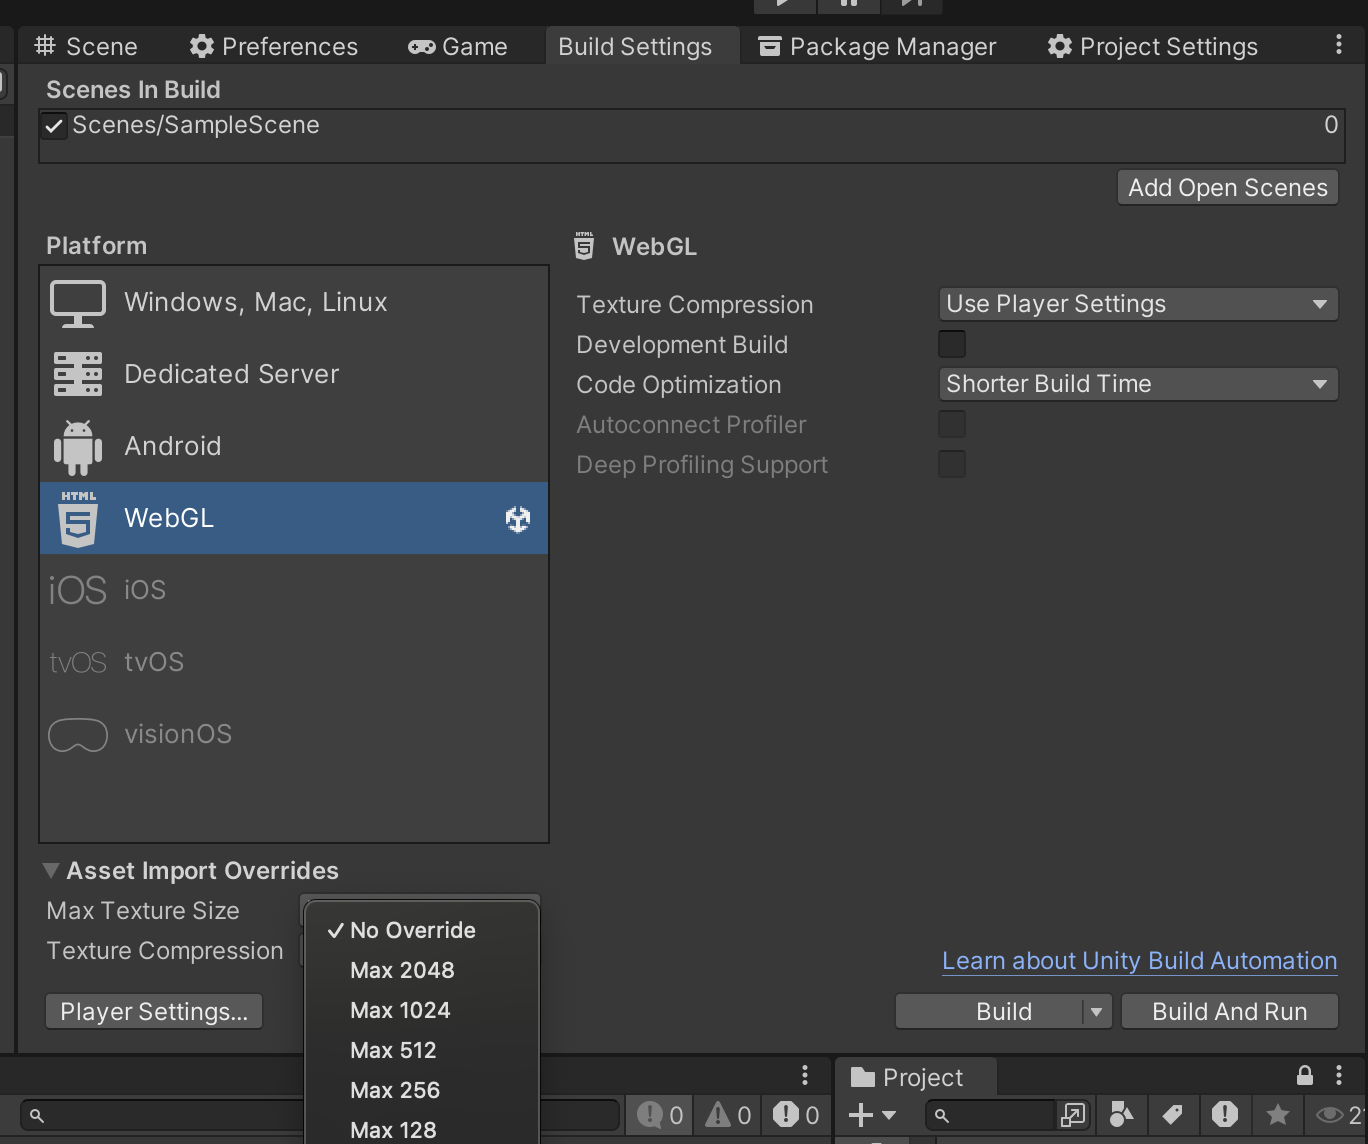 Scene Preferences Game Build Settings Package Manager Project Settings
Scenes In Build
Scenes/SampleScene 0
Add Open Scenes
Platform
Windows, Mac, Linux
Dedicated Server
Android
HTML
5
WebGL
iOS iOS
tvOS tvOS
visionOS
HTML
5
WebGL
Texture Compression Use Player Settings
Development Build
Code Optimization Shorter Build Time
Autoconnect Profiler
Deep Profiling Support
Asset Import Overrides
Max Texture Size
Texture Compression
No Override
Max 2048
Max 1024
Max 512
Max 256
Max 128
Player Settings...
Learn about Unity Build Automation
Build Build And Run
Project
0 0 0